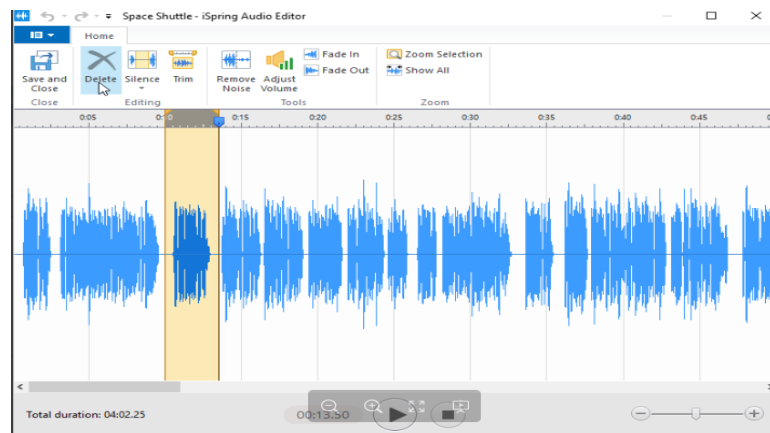 Space Shuttle - iSpring Audio Editor
Home
Save and Close
Delete
Silence
Trim
Remove Noise
Adjust Volume
Fade In
Fade Out
Zoom Selection
Show All
Close
Editing
Tools
Zoom
0:05
0:10
0:15
0:20
0:25
0:30
0:35
0:40
0:45
Total duration: 04:02.25
00:13.50